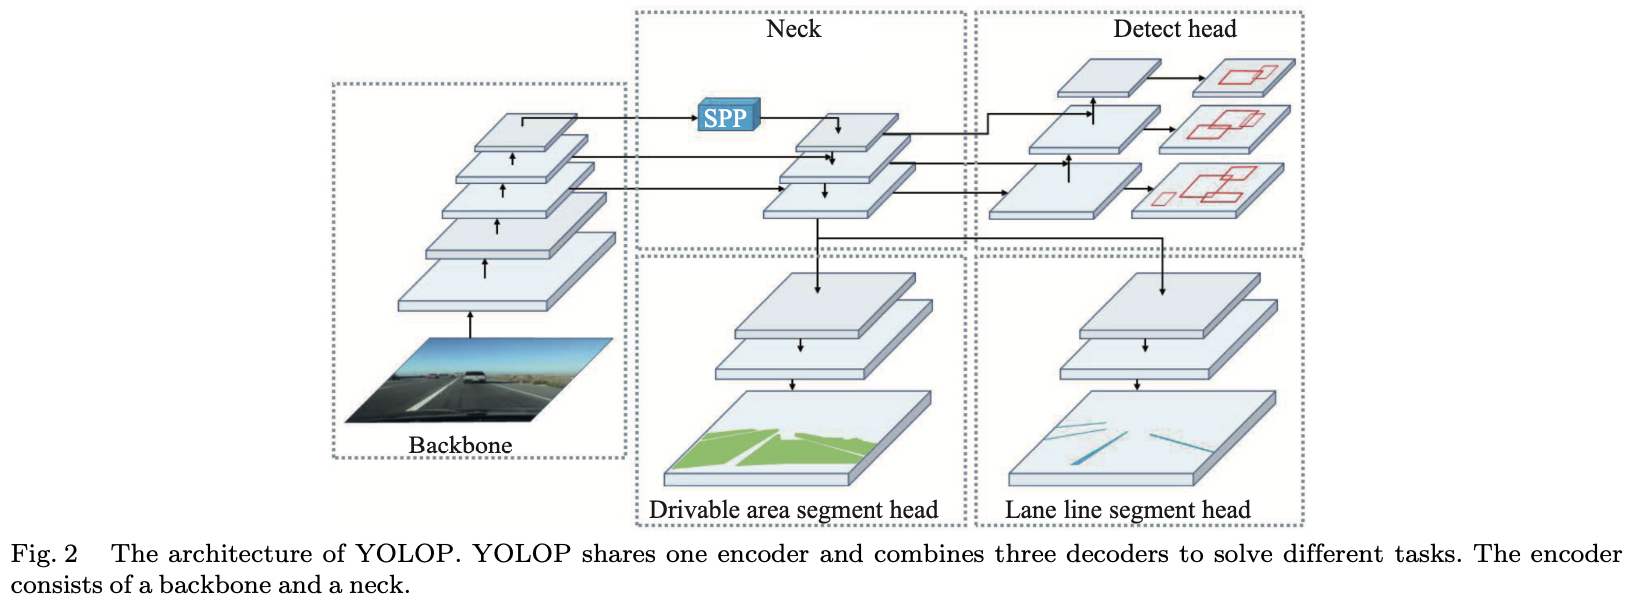 Neck
Detect head
SPP
Backbone
Drivable area segment head
Lane line segment head
Fig. 2 The architecture of YOLOP. YOLOP shares one encoder and combines three decoders to solve different tasks. The encoder
consists of a backbone and a neck.